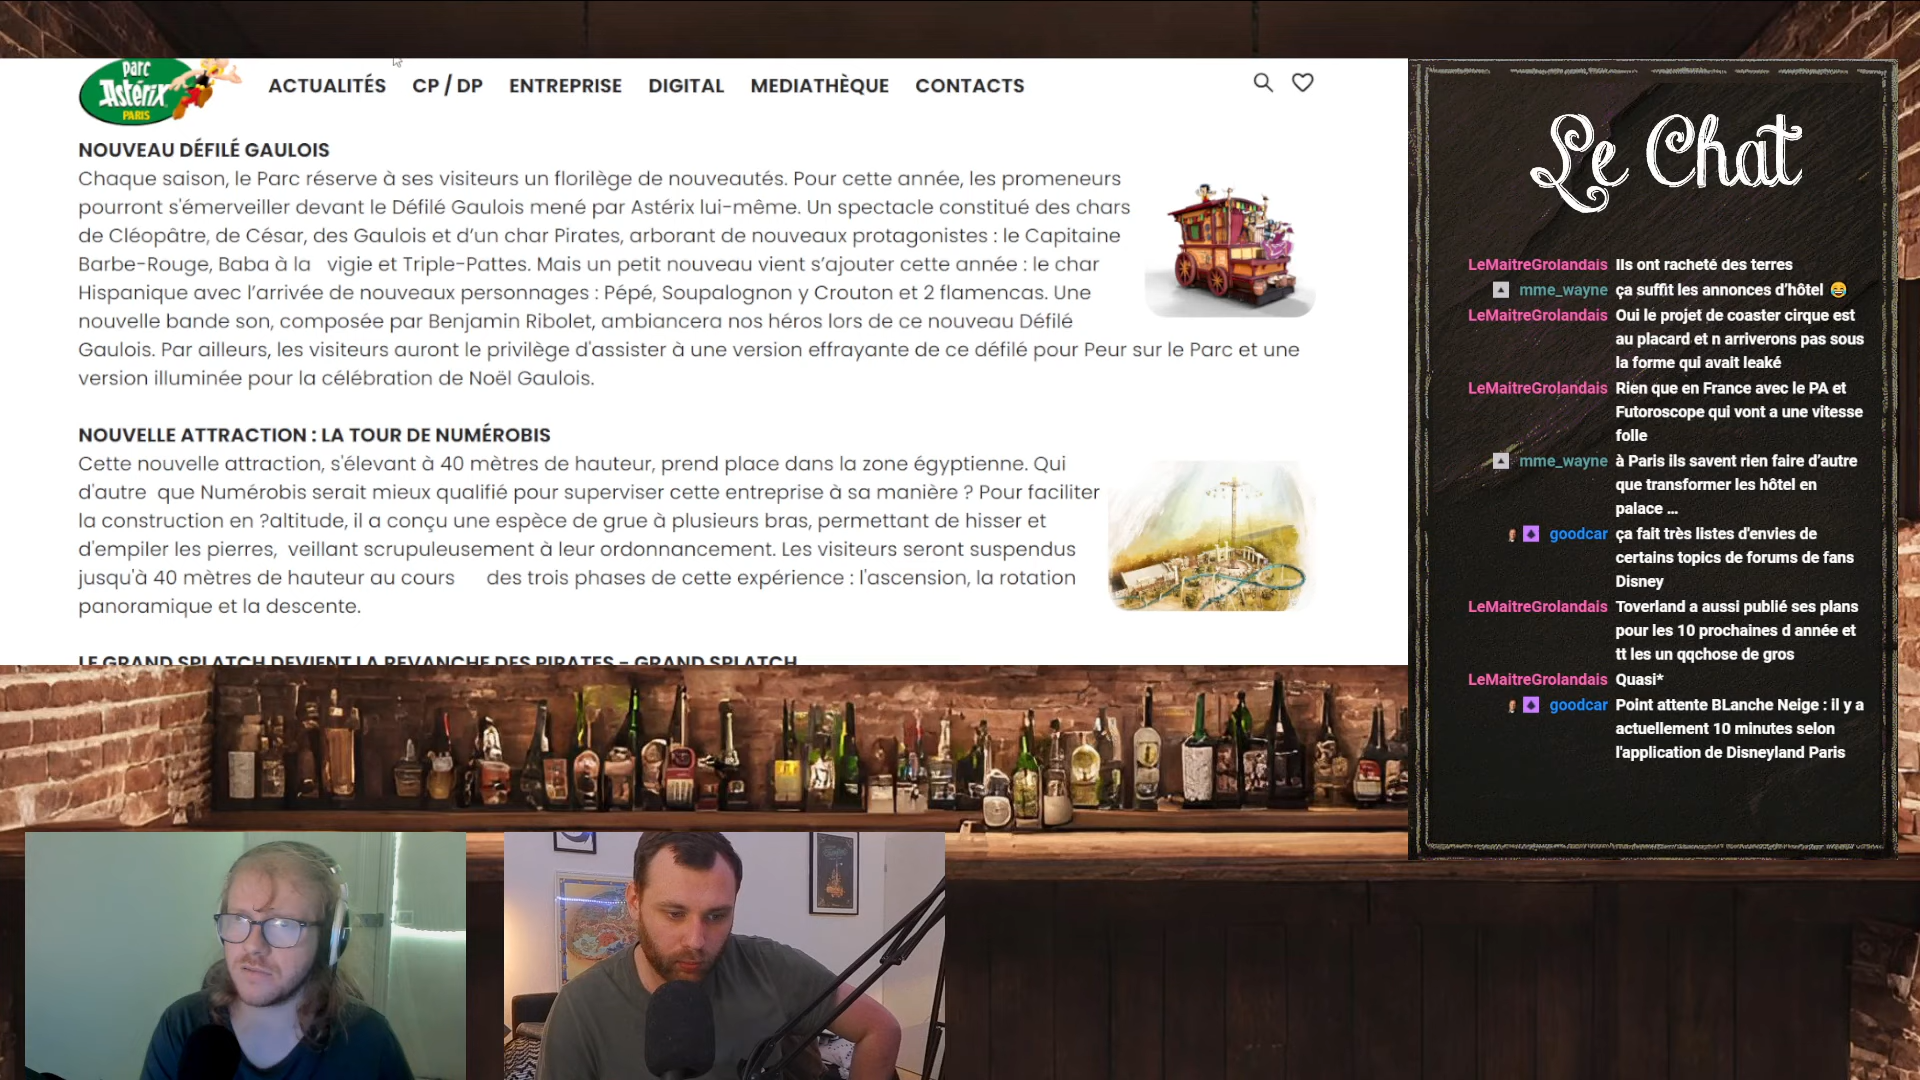 parc
Astérix
PARIS
ACTUALITÉS CP / DP ENTREPRISE DIGITAL MEDIATHÈQUE CONTACTS
NOUVEAU DÉFILÉ GAULOIS
Chaque saison, le Parc réserve à ses visiteurs un florilège de nouveautés. Pour cette année, les promeneurs
pourront s'émerveiller devant le Défilé Gaulois mené par Astérix lui-même. Un spectacle constitué des chars
de Cléopâtre, de César, des Gaulois et d’un char Pirates, arborant de nouveaux protagonistes : le Capitaine
Barbe-Rouge, Baba à la vigie et Triple-Pattes. Mais un petit nouveau vient s’ajouter cette année : le char
Hispanique avec l’arrivée de nouveaux personnages : Pépé, Soupalognon y Crouton et 2 flamencas. Une
nouvelle bande son, composée par Benjamin Ribolet, ambiancera nos héros lors de ce nouveau Défilé
Gaulois. Par ailleurs, les visiteurs auront le privilège d'assister à une version effrayante de ce défilé pour Peur sur le Parc et une
version illuminée pour la célébration de Noël Gaulois.
NOUVELLE ATTRACTION : LA TOUR DE NUMÉROBIS
Cette nouvelle attraction, s'élevant à 40 mètres de hauteur, prend place dans la zone égyptienne. Qui
d'autre que Numérobis serait mieux qualifié pour superviser cette entreprise à sa manière ? Pour faciliter
la construction en ?altitude, il a conçu une espèce de grue à plusieurs bras, permettant de hisser et
d'empiler les pierres, veillant scrupuleusement à leur ordonnancement. Les visiteurs seront suspendus
jusqu'à 40 mètres de hauteur au cours des trois phases de cette expérience : l'ascension, la rotation
panoramique et la descente.
LE GRAND SPLATCH DEVIENT LA REVANCHE DES PIRATES - GRAND SPLATCH
Le Chat
LeMaitreGrolandais Ils ont racheté des terres
mme_wayne ça suffit les annonces d’hôtel 😂
LeMaitreGrolandais Oui le projet de coaster cirque est
au placard et n arriverons pas sous
la forme qui avait leaké
LeMaitreGrolandais Rien que en France avec le PA et
Futoroscope qui vont a une vitesse
folle
mme_wayne à Paris ils savent rien faire d’autre
que transformer les hôtel en
palace ...
goodcar ça fait très listes d'envies de
certains topics de forums de fans
Disney
LeMaitreGrolandais Toverland a aussi publié ses plans
pour les 10 prochaines d année et
tt les un qqchose de gros
LeMaitreGrolandais Quasi*
goodcar Point attente BLanche Neige : il y a
actuellement 10 minutes selon
l'application de Disneyland Paris